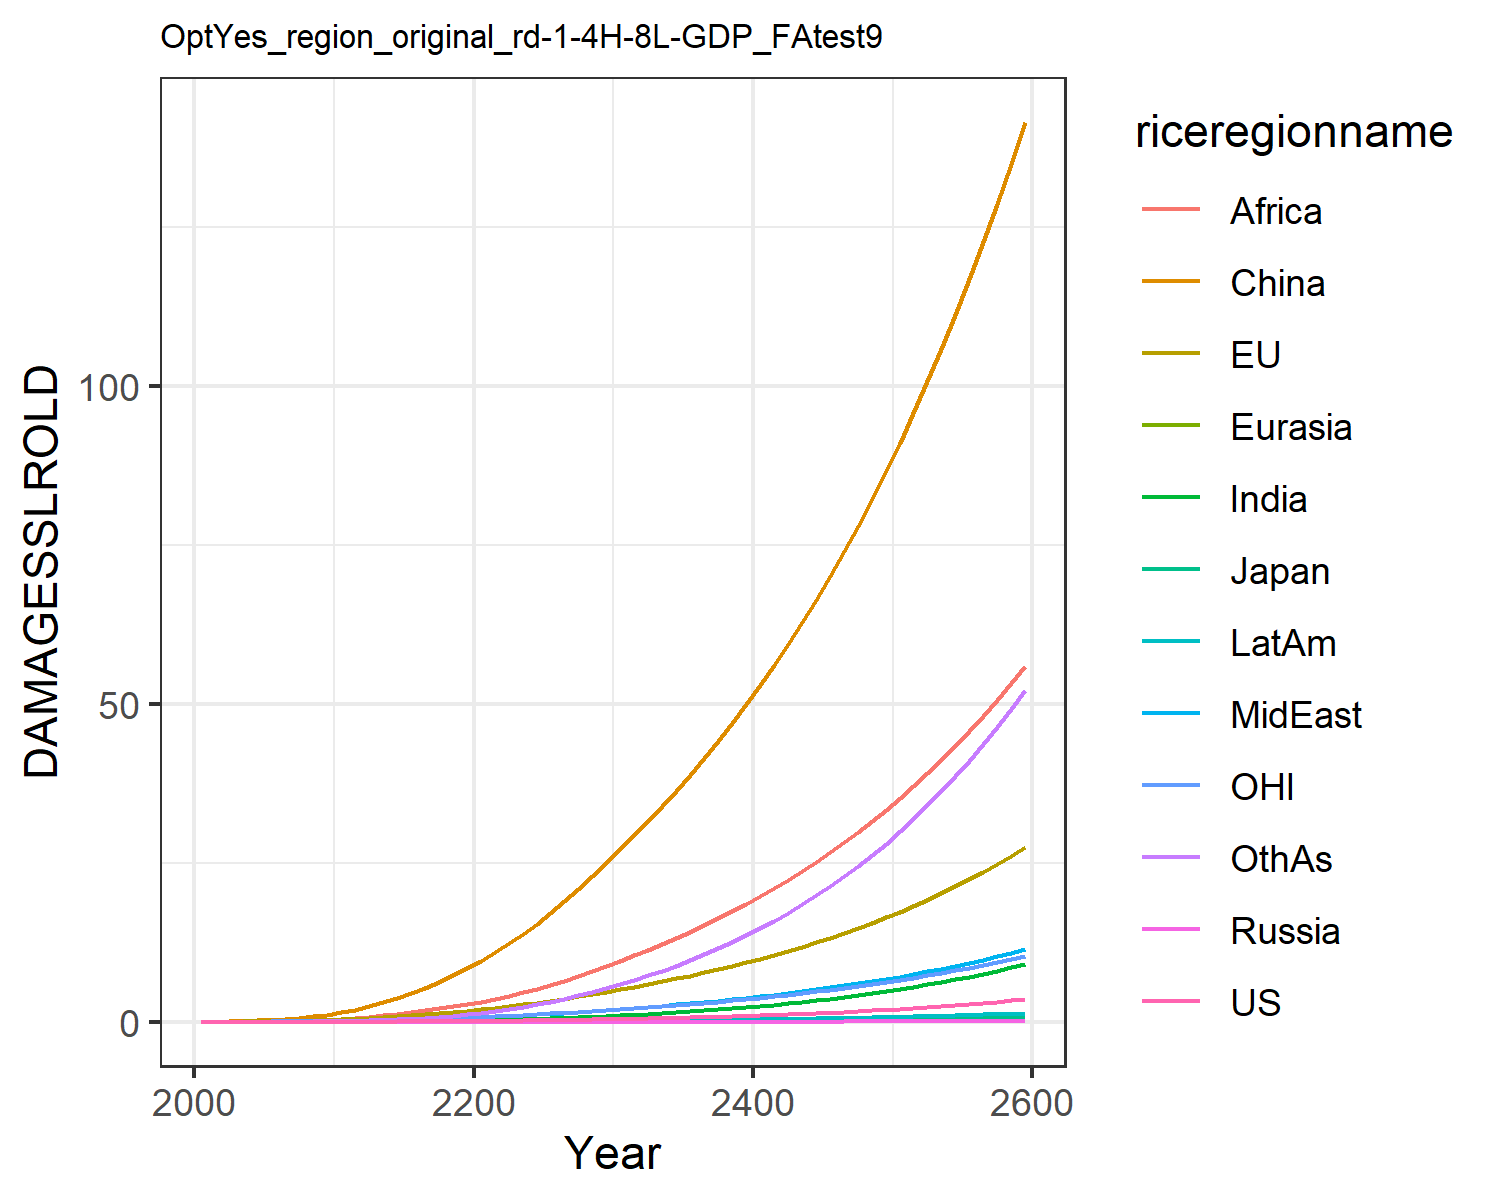 OptYes_region_original_rd-1-4H-8L-GDP_FAtest9
DAMAGESSLROLD
100
50
0
2000 2200 2400 2600
Year
riceregionname
Africa
China
EU
Eurasia
India
Japan
LatAm
MidEast
OHI
OthAs
Russia
US